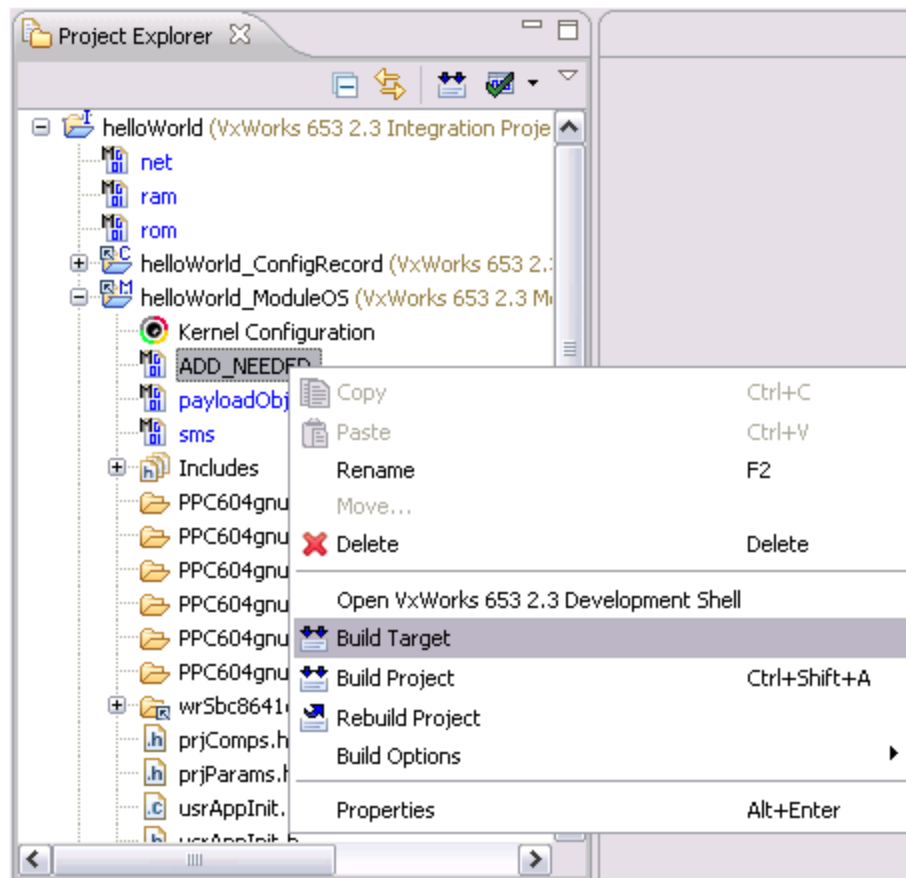 Project Explorer
helloWorld (VxWorks 653 2.3 Integration Proje
net
ram
rom
helloWorld_ConfigRecord (VxWorks 653 2.
helloWorld_ModuleOS (VxWorks 653 2.3 M
Kernel Configuration
ADD_NEEDED
payloadObj
sms
Includes
PPC604gnu
PPC604gnu
PPC604gnu
PPC604gnu
PPC604gnu
PPC604gnu
wrSbc8641
prjComps.h
prjParams.h
usrAppInit.
usrAppInit.h
Copy Ctrl+C
Paste Ctrl+V
Rename F2
Move...
Delete Delete
Open VxWorks 653 2.3 Development Shell
Build Target
Build Project Ctrl+Shift+A
Rebuild Project
Build Options
Properties Alt+Enter